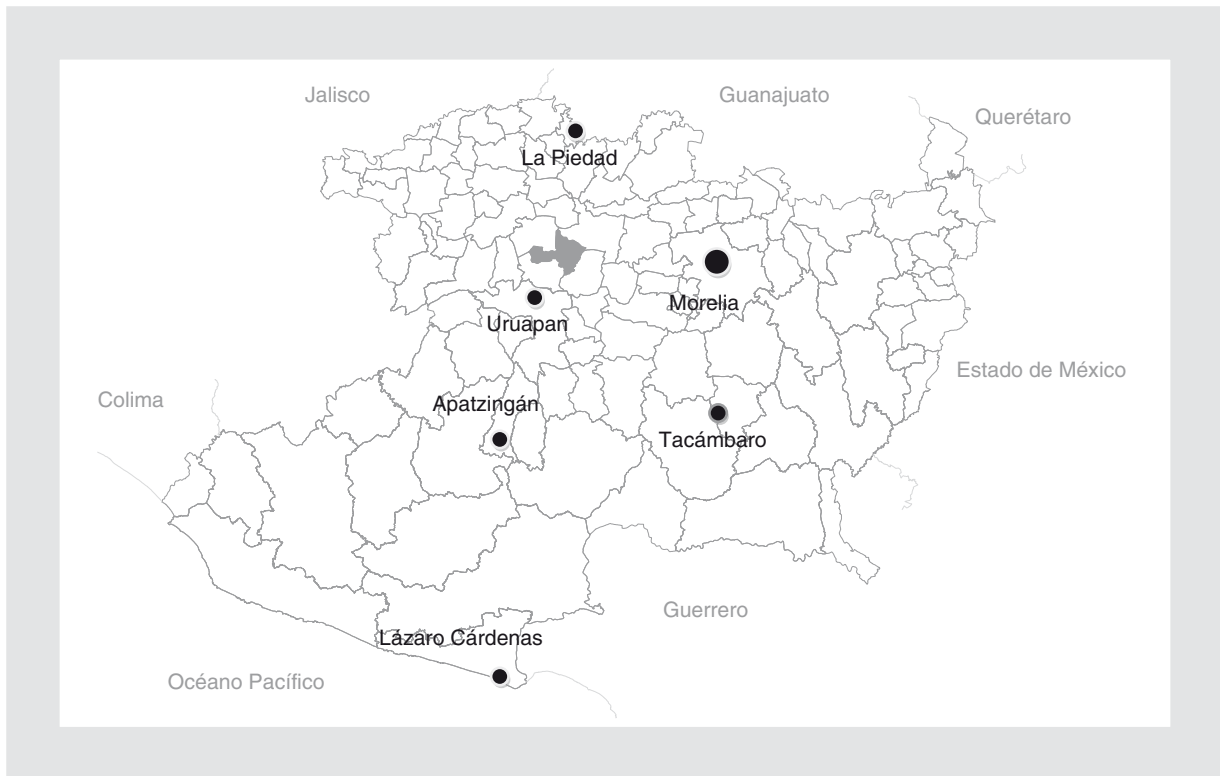 Jalisco
Guanajuato
Querétaro
La Piedad
Morelia
Uruapan
Estado de México
Colima
Apatzingán
Tacámbaro
Guerrero
Lázaro Cárdenas
Océano Pacífico